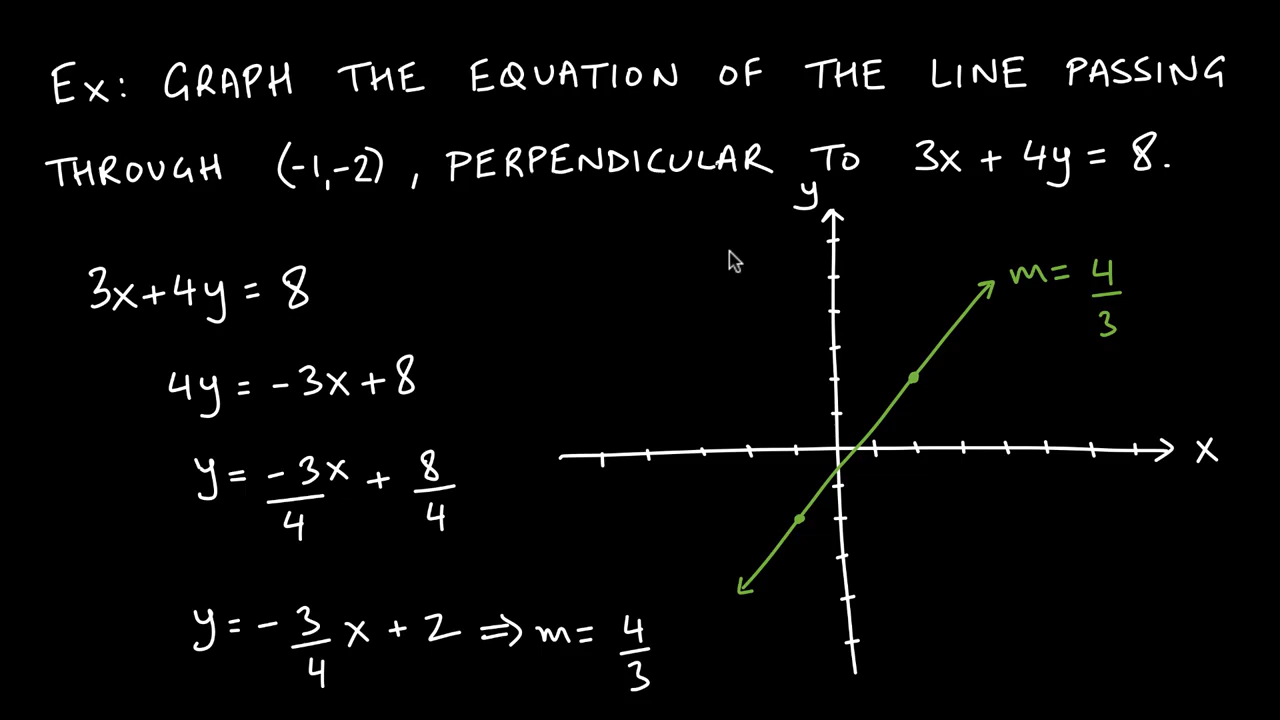 Ex: GRAPH THE EQUATION OF THE LINE PASSING
THROUGH (-1,-2), PERPENDICULAR TO 3x + 4y = 8.
3x+4y = 8
4y = -3x+8
y = -3x/4 + 8/4
y = -3/4 x + 2 ⇒ m = 4/3
y
m = 4/3
x